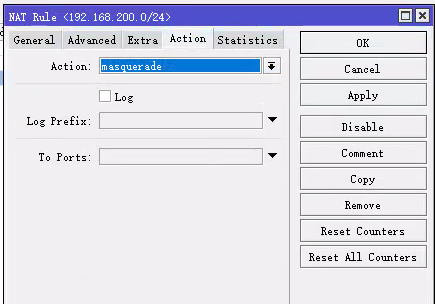 NAT Rule <192.168.200.0/24>
General Advanced Extra Action Statistics
OK
Action: masquerade
Cancel
Log
Apply
Log Prefix:
Disable
To Ports:
Comment
Copy
Remove
Reset Counters
Reset All Counters